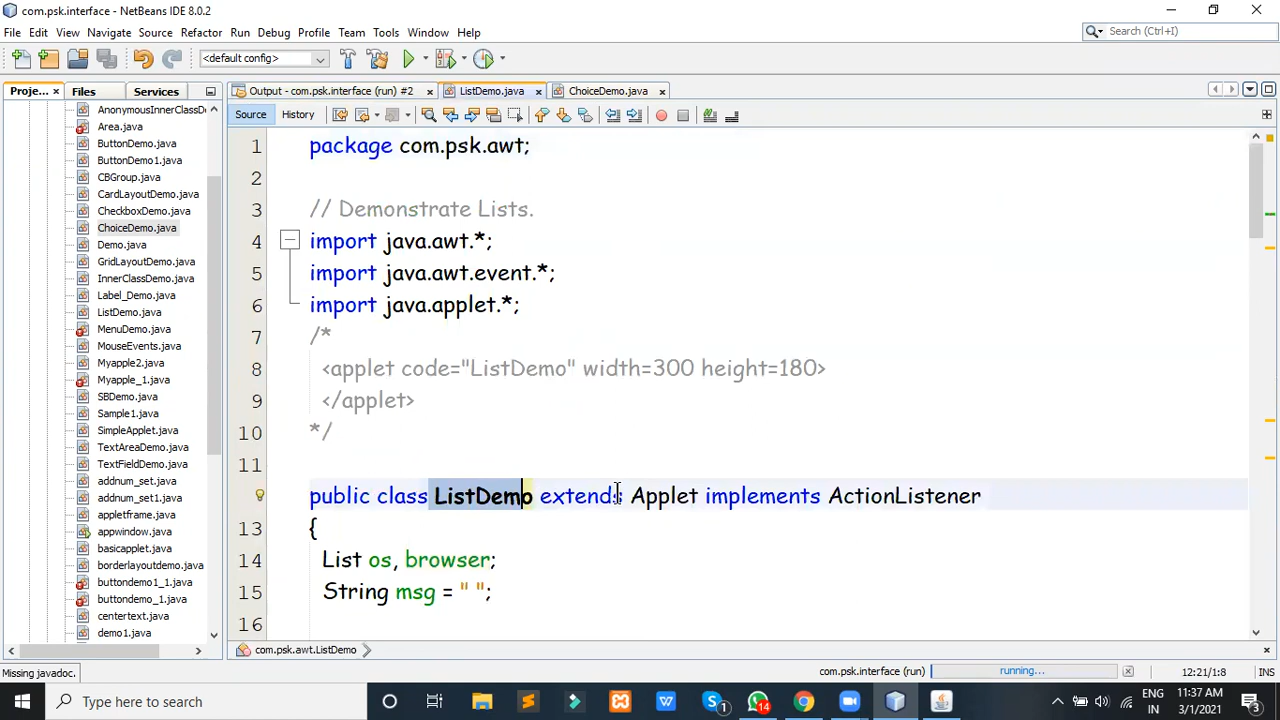 com.psk.interface - NetBeans IDE 8.0.2
File Edit View Navigate Source Refactor Run Debug Profile Team Tools Window Help
Search (Ctrl+I)
<default config>
Proje... Files Services
Output - com.psk.interface (run) #2 ListDemo.java ChoiceDemo.java
Source History
AnonymousInnerClassD
Area.java
ButtonDemo.java
ButtonDemo1.java
CBGroup.java
CardLayoutDemo.java
CheckboxDemo.java
ChoiceDemo.java
Demo.java
GridLayoutDemo.java
InnerClassDemo.java
Label_Demo.java
ListDemo.java
MenuDemo.java
MouseEvents.java
Myapple2.java
Myapple_1.java
SBDemo.java
Sample1.java
SimpleApplet.java
TextAreaDemo.java
TextFieldDemo.java
addnum_set.java
addnum_set1.java
appletframe.java
appwindow.java
basicapplet.java
borderlayoutdemo.java
buttondemo1_1.java
buttondemo_1.java
centertext.java
demo1.java
1 package com.psk.awt;
2
3 // Demonstrate Lists.
4 import java.awt.*;
5 import java.awt.event.*;
6 import java.applet.*;
7 /*
8 <applet code="ListDemo" width=300 height=180>
9 </applet>
10 */
11
public class ListDemo extends Applet implements ActionListener
13 {
14 List os, browser;
15 String msg = " ";
16
com.psk.awt.ListDemo
Missing javadoc.
com.psk.interface (run) running... 12:21/1:8 INS
Type here to search
1
14
ENG
IN
11:37 AM
3/1/2021
3